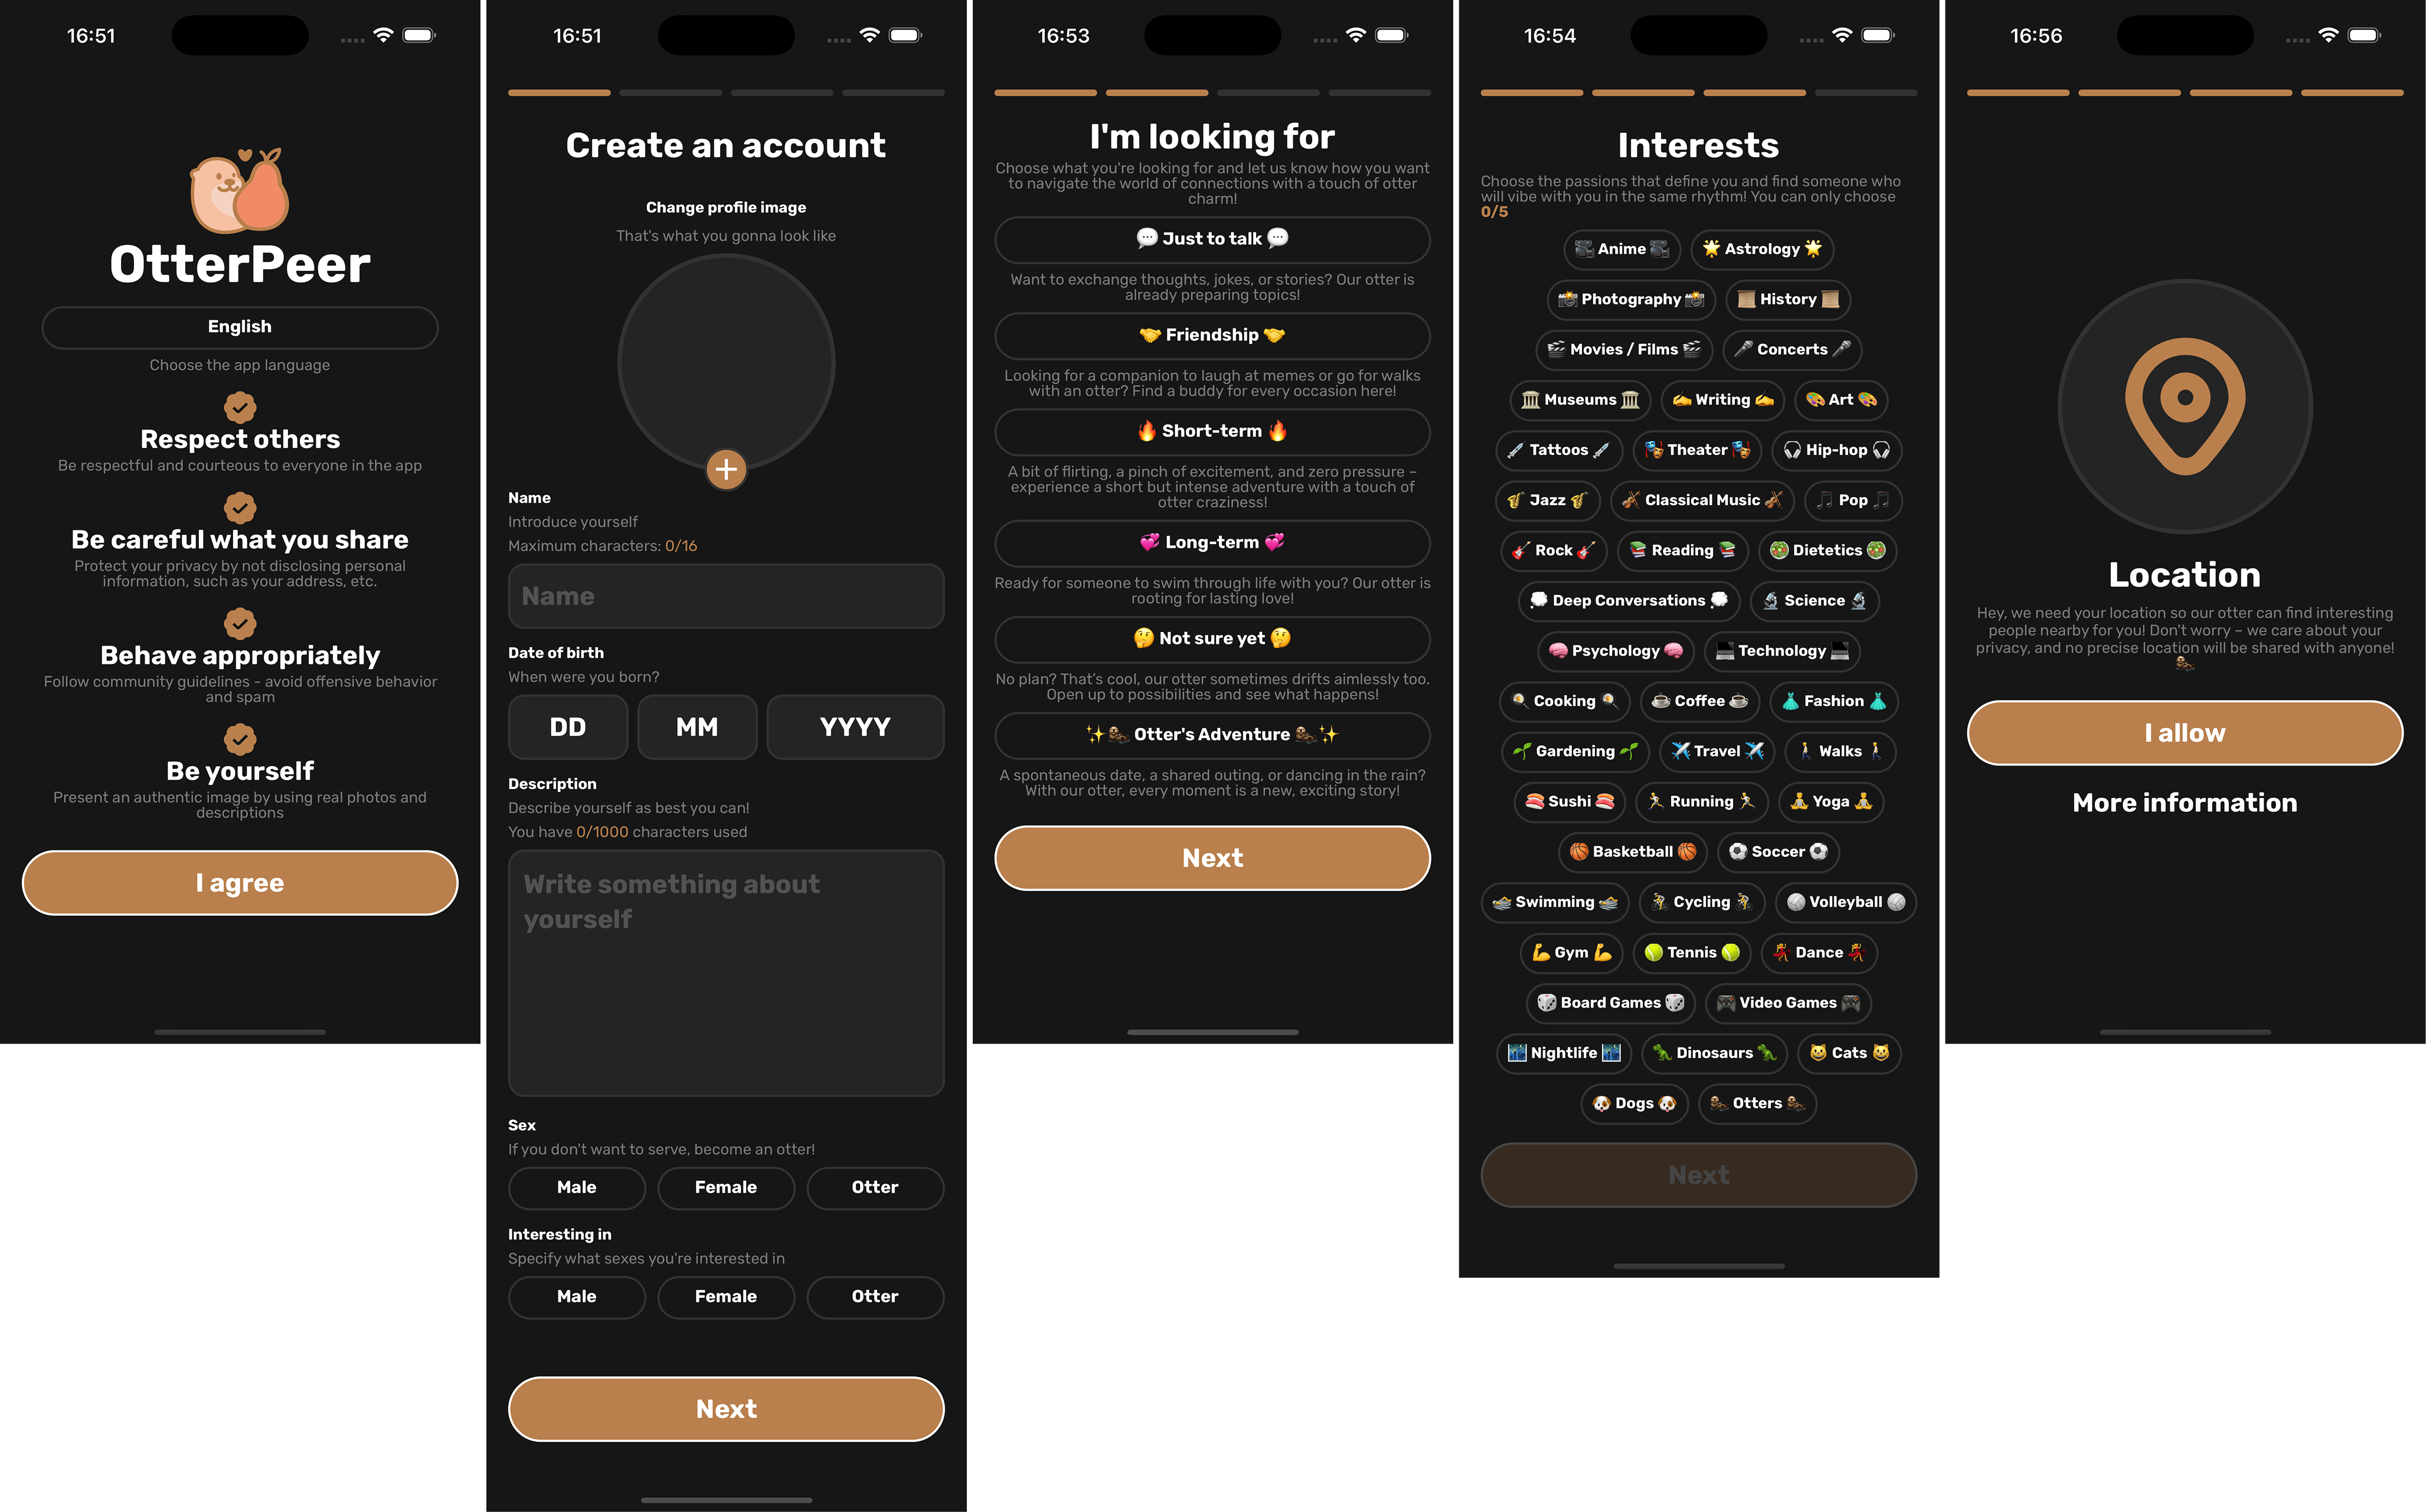 16:51
OtterPeer
English
Choose the app language
Respect others
Be respectful and courteous to everyone in the app
Be careful what you share
Protect your privacy by not disclosing personal
information, such as your address, etc.
Behave appropriately
Follow community guidelines - avoid offensive behavior
and spam
Be yourself
Present an authentic image by using real photos and
descriptions
I agree
16:51
Create an account
Change profile image
That's what you gonna look like
Name
Introduce yourself
Maximum characters: 0/16
Name
Date of birth
When were you born?
DD MM YYYY
Description
Describe yourself as best you can!
You have 0/1000 characters used
Write something about
yourself
Sex
If you don't want to serve, become an otter!
Male Female Otter
Interesting in
Specify what sexes you're interested in
Male Female Otter
Next
16:53
I'm looking for
Choose what you're looking for and let us know how you want
to navigate the world of connections with a touch of otter
charm!
💬 Just to talk 💬
Want to exchange thoughts, jokes, or stories? Our otter is
already preparing topics!
🤝 Friendship 🤝
Looking for a companion to laugh at memes or go for walks
with an otter? Find a buddy for every occasion here!
🔥 Short-term 🔥
A bit of flirting, a pinch of excitement, and zero pressure –
experience a short but intense adventure with a touch of
otter craziness!
💞 Long-term 💞
Ready for someone to swim through life with you? Our otter is
rooting for lasting love!
🤔 Not sure yet 🤔
No plan? That’s cool, our otter sometimes drifts aimlessly too.
Open up to possibilities and see what happens!
✨🦦 Otter's Adventure 🦦✨
A spontaneous date, a shared outing, or dancing in the rain?
With our otter, every moment is a new, exciting story!
Next
16:54
Interests
Choose the passions that define you and find someone who
will vibe with you in the same rhythm! You can only choose
0/5
🎥 Anime 🎥 🌟 Astrology 🌟
📸 Photography 📸 📜 History 📜
🎬 Movies / Films 🎬 🎤 Concerts 🎤
🏛️ Museums 🏛️ ✍️ Writing ✍️ 🎨 Art 🎨
💉 Tattoos 💉 🎭 Theater 🎭 🎧 Hip-hop 🎧
🎷 Jazz 🎷 🎻 Classical Music 🎻 🎵 Pop 🎵
🎸 Rock 🎸 📚 Reading 📚 🥗 Dietetics 🥗
💭 Deep Conversations 💭 🔬 Science 🔬
🧠 Psychology 🧠 💻 Technology 💻
🍳 Cooking 🍳 ☕ Coffee ☕ 👗 Fashion 👗
🌱 Gardening 🌱 ✈️ Travel ✈️ 🚶 Walks 🚶
🍣 Sushi 🍣 🏃 Running 🏃 🧘 Yoga 🧘
🏀 Basketball 🏀 ⚽ Soccer ⚽
🏊 Swimming 🏊 🚴 Cycling 🚴 🏐 Volleyball 🏐
💪 Gym 💪 🎾 Tennis 🎾 💃 Dance 💃
🎲 Board Games 🎲 🎮 Video Games 🎮
🌃 Nightlife 🌃 🦖 Dinosaurs 🦖 😺 Cats 😺
🐶 Dogs 🐶 🦦 Otters 🦦
Next
16:56
Location
Hey, we need your location so our otter can find interesting
people nearby for you! Don't worry – we care about your
privacy, and no precise location will be shared with anyone!
🦦
I allow
More information